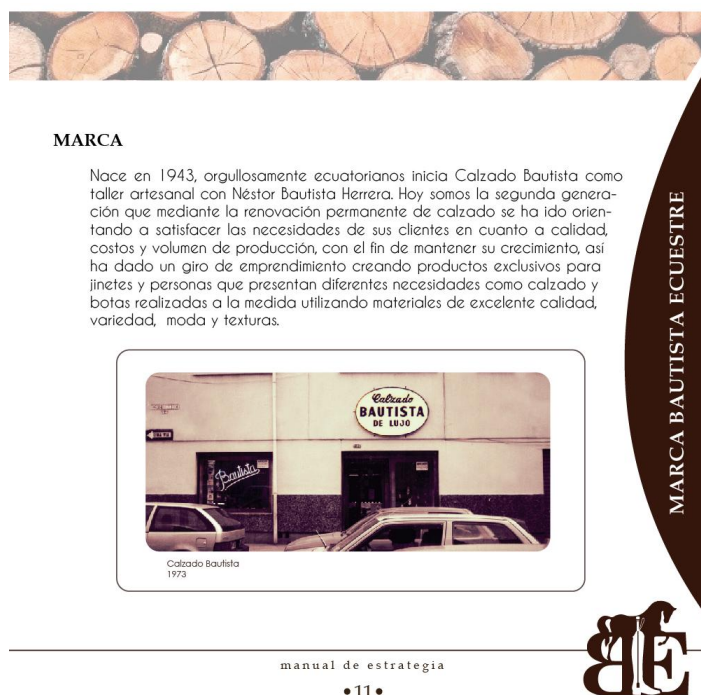 MARCA
Nace en 1943, orgullosamente ecuatorianos inicia Calzado Bautista como
taller artesanal con Néstor Bautista Herrera. Hoy somos la segunda genera-
ción que mediante la renovación permanente de calzado se ha ido orien-
tando a satisfacer las necesidades de sus clientes en cuanto a calidad,
costos y volumen de producción, con el fin de mantener su crecimiento, así
ha dado un giro de emprendimiento creando productos exclusivos para
jinetes y personas que presentan diferentes necesidades como calzado y
botas realizadas a la medida utilizando materiales de excelente calidad,
variedad, moda y texturas.
Calzado
BAUTISTA
DE LUJO
Bautista
Calzado Bautista
1973
MARCA BAUTISTA ECUESTRE
manual de estrategia
•11•
BE